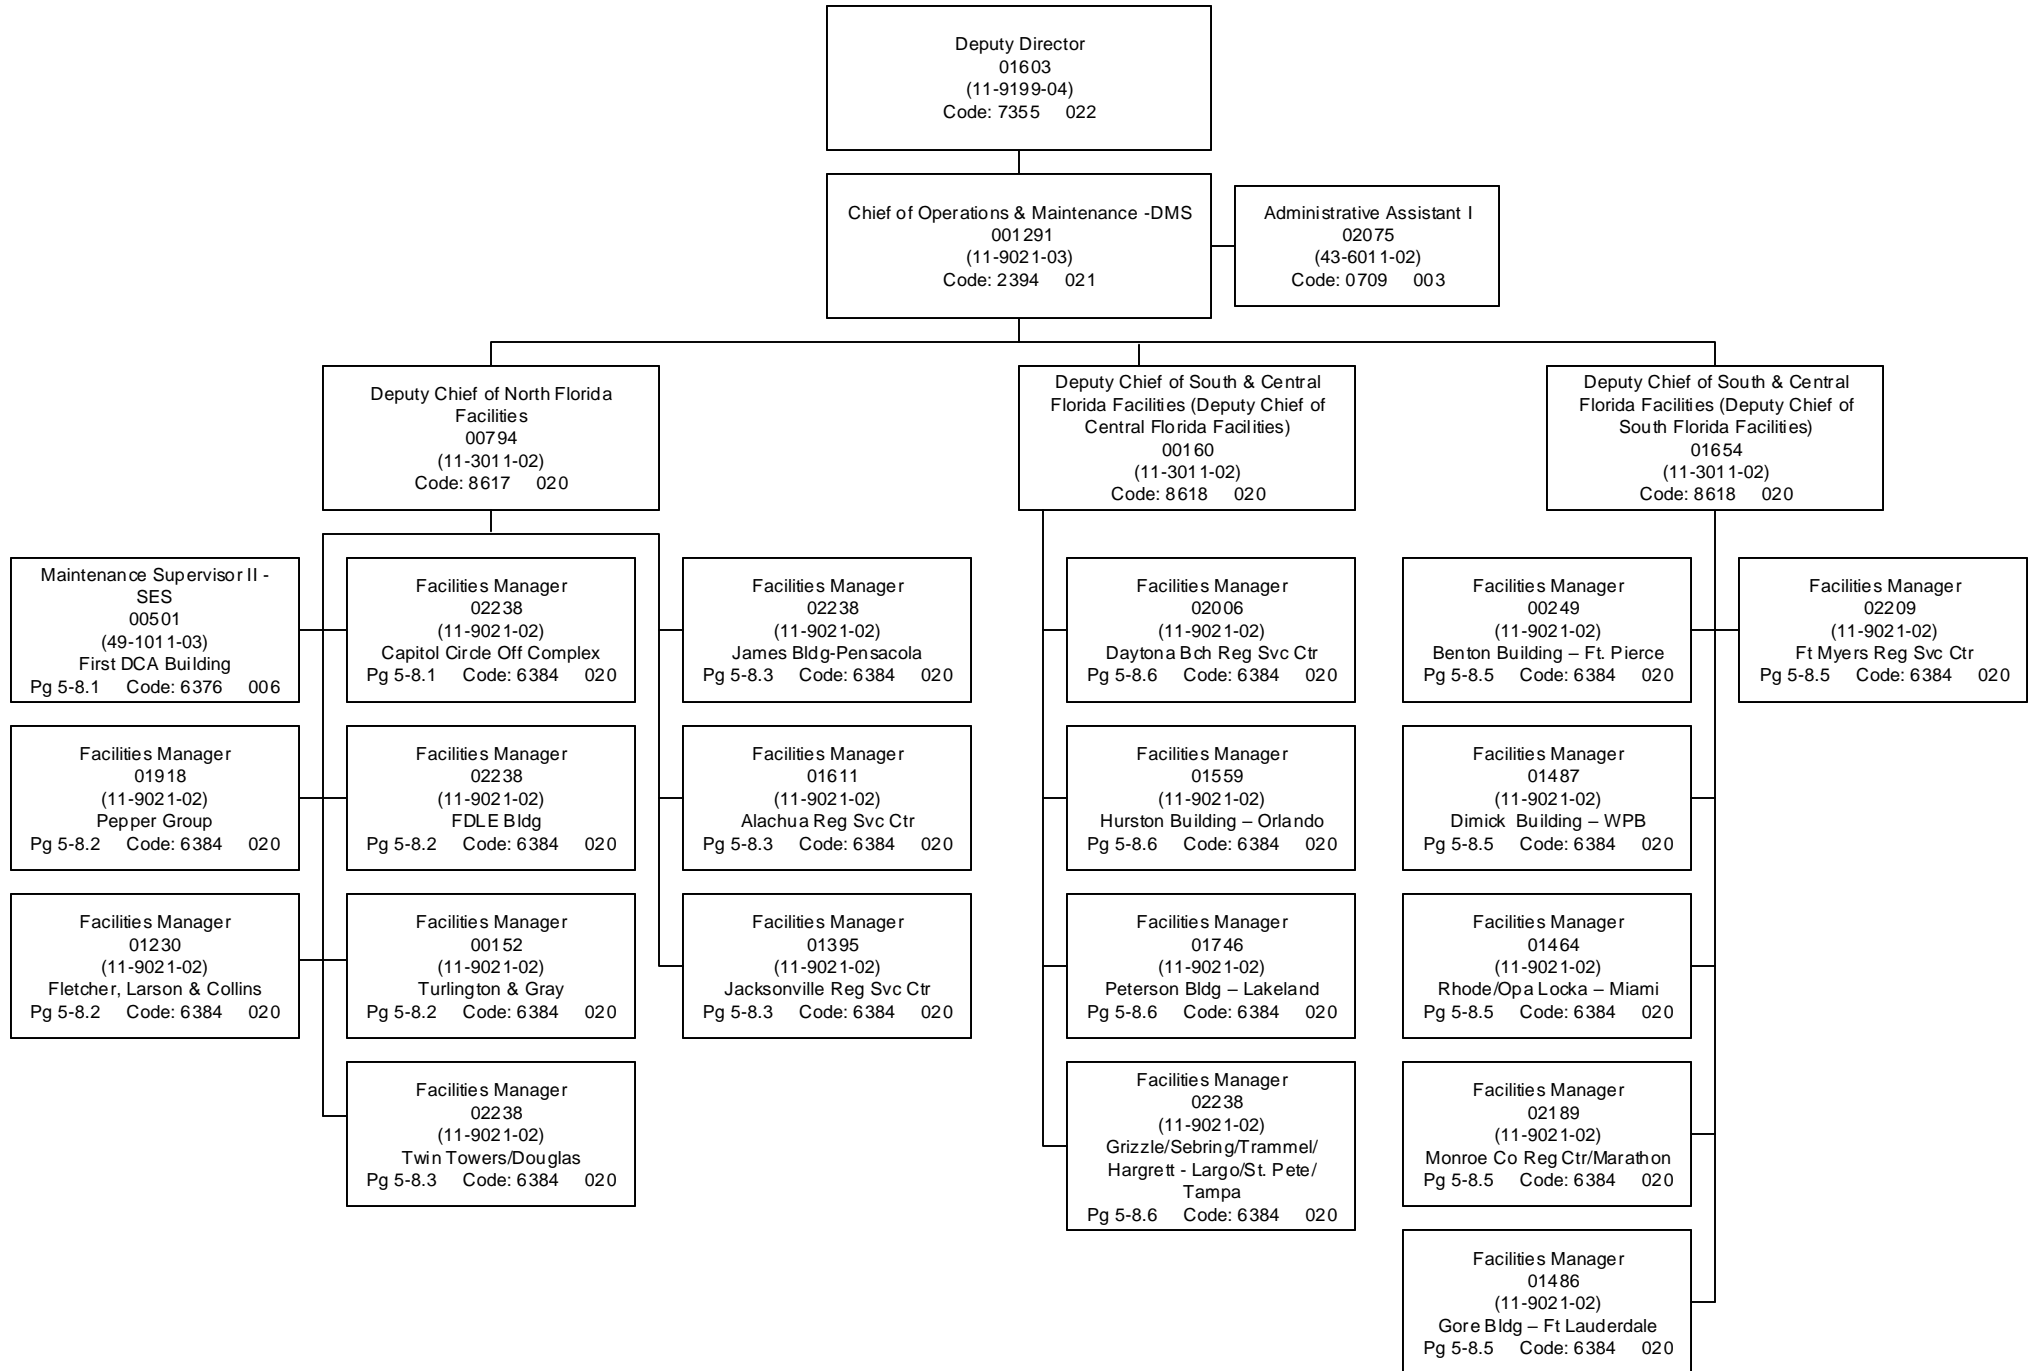 Deputy Director
01603
(11-9199-04)
Code: 7355 022
Chief of Operations & Maintenance -DMS
001291
(11-9021-03)
Code: 2394 021
Administrative Assistant I
02075
(43-6011-02)
Code: 0709 003
Deputy Chief of North Florida
Facilities
00794
(11-3011-02)
Code: 8617 020
Deputy Chief of South & Central
Florida Facilities (Deputy Chief of
Central Florida Facilities)
00160
(11-3011-02)
Code: 8618 020
Deputy Chief of South & Central
Florida Facilities (Deputy Chief of
South Florida Facilities)
01654
(11-3011-02)
Code: 8618 020
Maintenance Supervisor II -
SES
00501
(49-1011-03)
First DCA Building
Pg 5-8.1 Code: 6376 006
Facilities Manager
02238
(11-9021-02)
Capitol Circle Off Complex
Pg 5-8.1 Code: 6384 020
Facilities Manager
02238
(11-9021-02)
James Bldg-Pensacola
Pg 5-8.3 Code: 6384 020
Facilities Manager
02006
(11-9021-02)
Daytona Bch Reg Svc Ctr
Pg 5-8.6 Code: 6384 020
Facilities Manager
00249
(11-9021-02)
Benton Building – Ft. Pierce
Pg 5-8.5 Code: 6384 020
Facilities Manager
02209
(11-9021-02)
Ft Myers Reg Svc Ctr
Pg 5-8.5 Code: 6384 020
Facilities Manager
01918
(11-9021-02)
Pepper Group
Pg 5-8.2 Code: 6384 020
Facilities Manager
02238
(11-9021-02)
FDLE Bldg
Pg 5-8.2 Code: 6384 020
Facilities Manager
01611
(11-9021-02)
Alachua Reg Svc Ctr
Pg 5-8.3 Code: 6384 020
Facilities Manager
01559
(11-9021-02)
Hurston Building – Orlando
Pg 5-8.6 Code: 6384 020
Facilities Manager
01487
(11-9021-02)
Dimick Building – WPB
Pg 5-8.5 Code: 6384 020
Facilities Manager
01230
(11-9021-02)
Fletcher, Larson & Collins
Pg 5-8.2 Code: 6384 020
Facilities Manager
00152
(11-9021-02)
Turlington & Gray
Pg 5-8.2 Code: 6384 020
Facilities Manager
01395
(11-9021-02)
Jacksonville Reg Svc Ctr
Pg 5-8.3 Code: 6384 020
Facilities Manager
01746
(11-9021-02)
Peterson Bldg – Lakeland
Pg 5-8.6 Code: 6384 020
Facilities Manager
01464
(11-9021-02)
Rhode/Opa Locka – Miami
Pg 5-8.5 Code: 6384 020
Facilities Manager
02238
(11-9021-02)
Twin Towers/Douglas
Pg 5-8.3 Code: 6384 020
Facilities Manager
02238
(11-9021-02)
Grizzle/Sebring/Trammel/
Hargrett - Largo/St. Pete/
Tampa
Pg 5-8.6 Code: 6384 020
Facilities Manager
02189
(11-9021-02)
Monroe Co Reg Ctr/Marathon
Pg 5-8.5 Code: 6384 020
Facilities Manager
01486
(11-9021-02)
Gore Bldg – Ft Lauderdale
Pg 5-8.5 Code: 6384 020